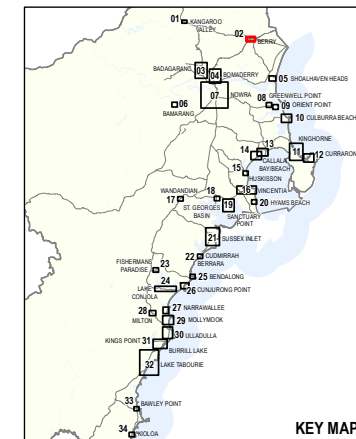 01
KANGAROO
VALLEY
02
BERRY
BADAGARANG
03
04
BOMADERRY
05
SHOALHAVEN HEADS
06
BAMARANG
07
NOWRA
08
GREENWELL POINT
09
ORIENT POINT
10
CULBURRA BEACH
KINGHORNE
11
12
CURRARONG
13
14
CALLALA
BAY/BEACH
15
HUSKISSON
16
VINCENTIA
WANDANDIAN
17
18
ST. GEORGES
BASIN
19
SANCTUARY
POINT
20
HYAMS BEACH
21
SUSSEX INLET
22
CUDMIRRAH
BERRARA
FISHERMANS
PARADISE
23
24
LAKE
CONJOLA
25
BENDALONG
26
CUNJURONG POINT
27
NARRAWALLEE
28
MILTON
29
MOLLYMOOK
30
ULLADULLA
KINGS POINT
31
BURRILL LAKE
32
LAKE TABOURIE
33
BAWLEY POINT
34
KIOLOA
KEY MAP